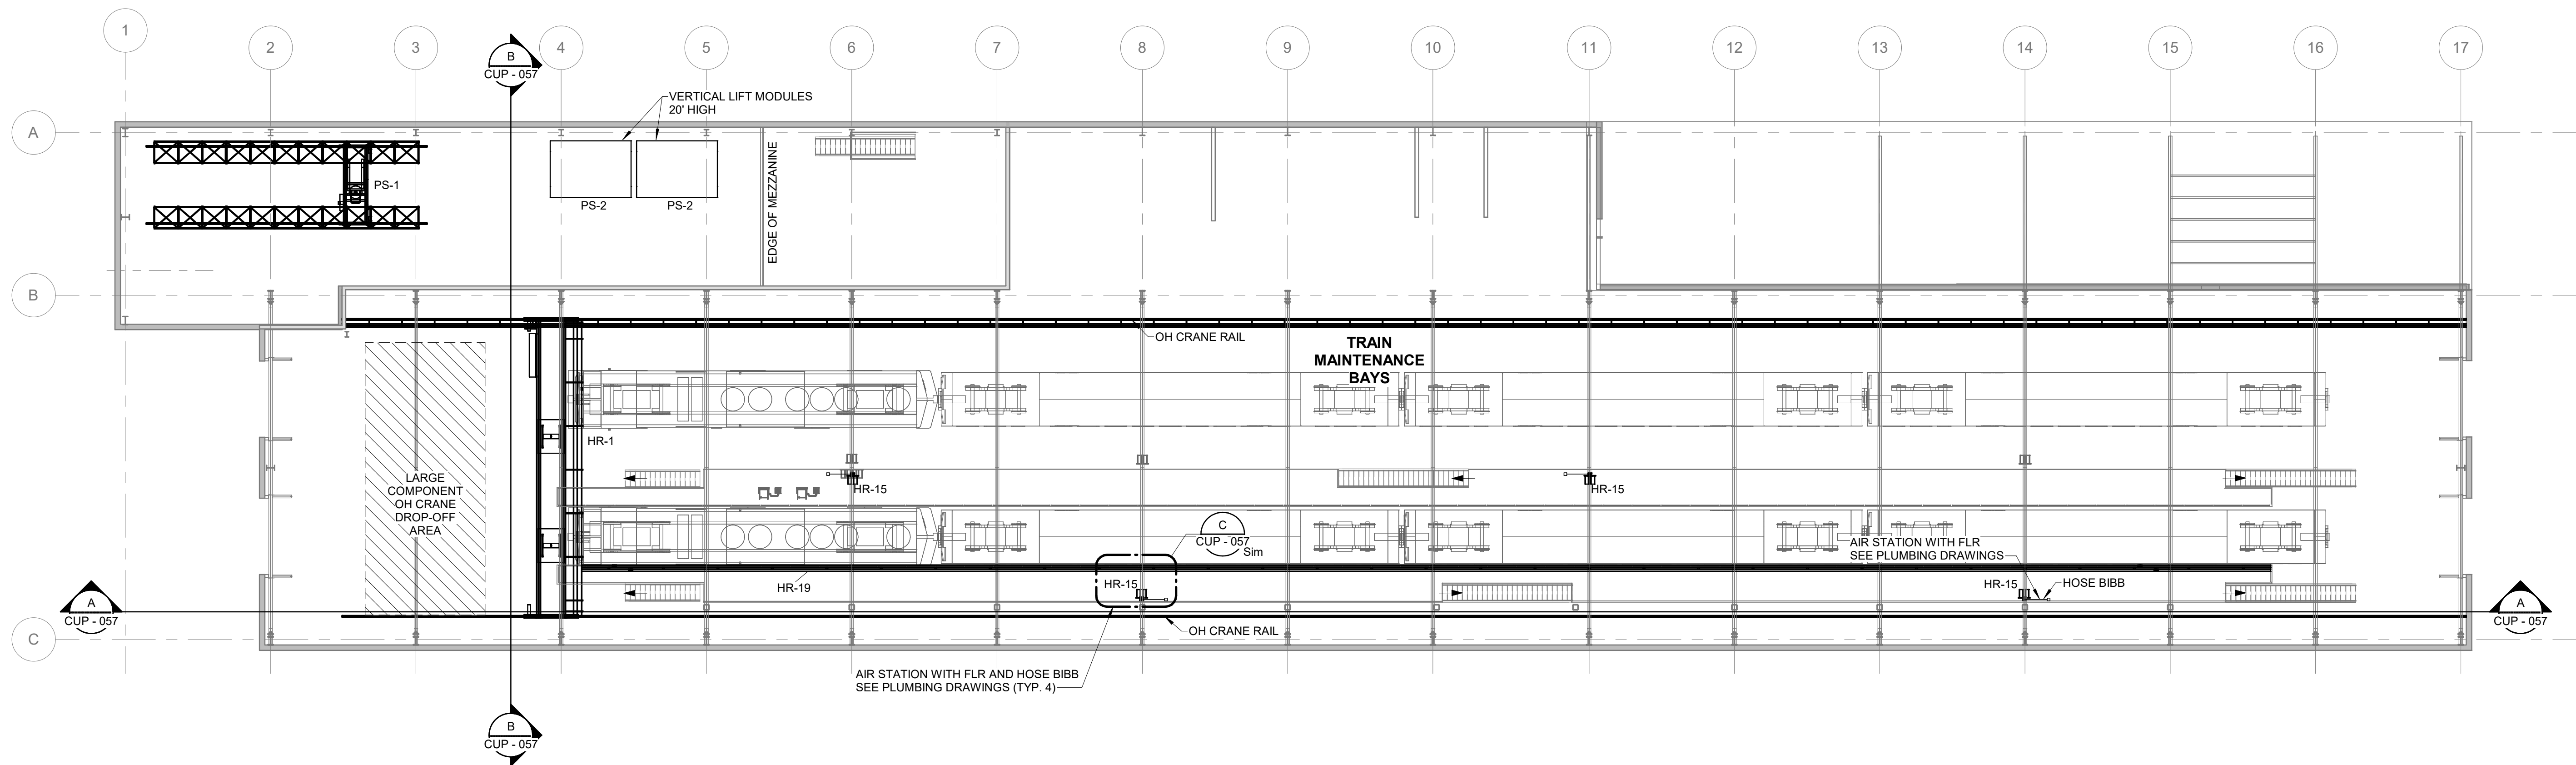 1
2
3
4
5
6
7
8
9
10
11
12
13
14
15
16
17
B
CUP - 057
VERTICAL LIFT MODULES
20' HIGH
A
PS-1
PS-2
PS-2
EDGE OF MEZZANINE
B
OH CRANE RAIL
TRAIN
MAINTENANCE
BAYS
HR-1
LARGE
COMPONENT
OH CRANE
DROP-OFF
AREA
HR-15
HR-15
C
CUP - 057
Sim
AIR STATION WITH FLR
SEE PLUMBING DRAWINGS
HR-19
HR-15
HR-15
HOSE BIBB
A
CUP - 057
A
CUP - 057
C
OH CRANE RAIL
AIR STATION WITH FLR AND HOSE BIBB
SEE PLUMBING DRAWINGS (TYP. 4)
B
CUP - 057